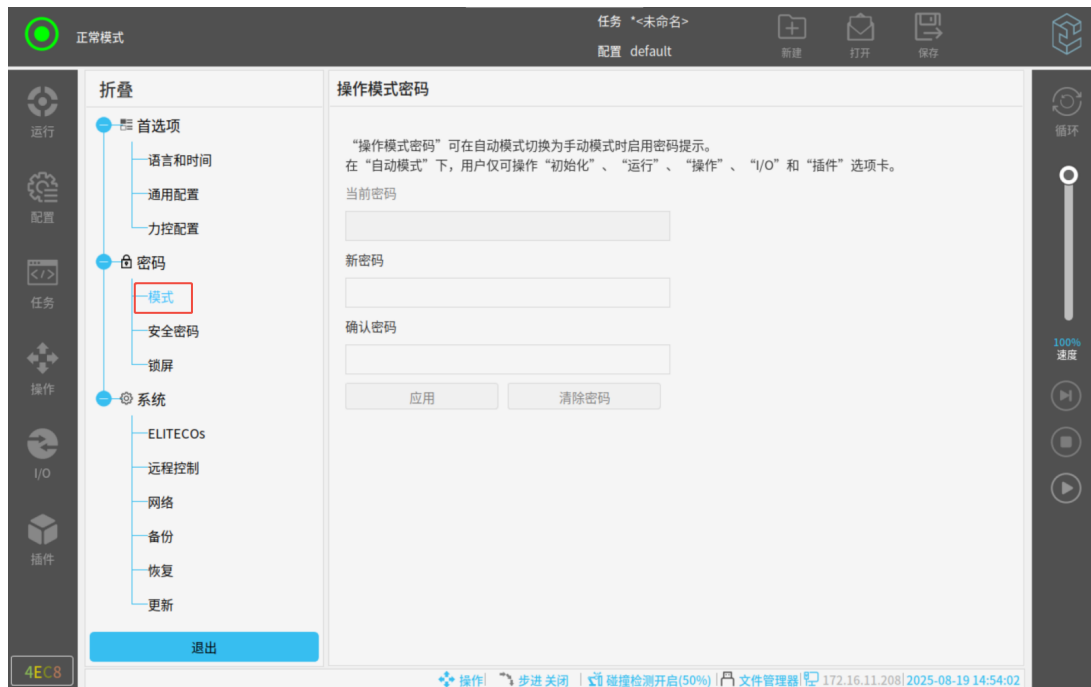 正常模式
任务 *<未命名>
配置 default
新建
打开
保存
运行
配置
任务
操作
I/O
插件
4EC8
折叠
首选项
语言和时间
通用配置
力控配置
密码
模式
安全密码
锁屏
系统
ELITECOs
远程控制
网络
备份
恢复
更新
退出
操作模式密码
“操作模式密码”可在自动模式切换为手动模式时启用密码提示。
在“自动模式”下，用户仅可操作“初始化”、“运行”、“操作”、“I/O”和“插件”选项卡。
当前密码
新密码
确认密码
应用
清除密码
循环
100%
速度
操作
步进 关闭
碰撞检测开启(50%)
文件管理器
172.16.11.208
2025-08-19 14:54:02